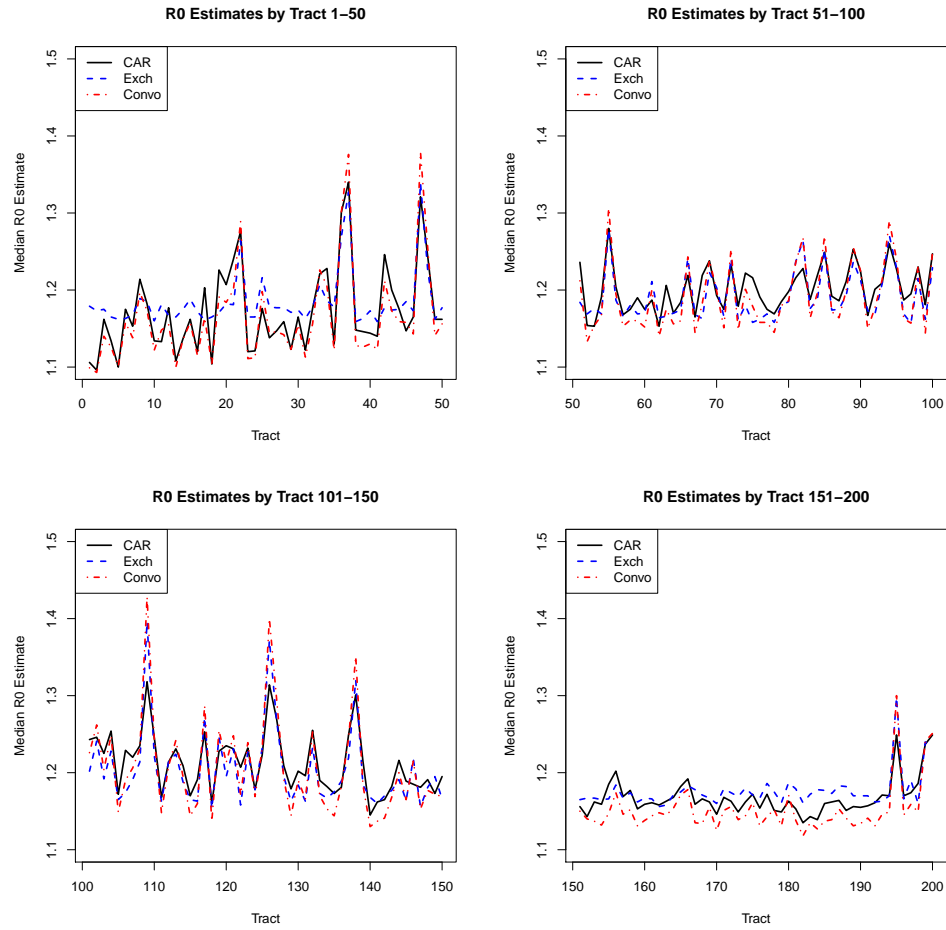 R0 Estimates by Tract 1−50
CAR
Exch
Convo
Median R0 Estimate
1.1
1.2
1.3
1.4
1.5
0
10
20
30
40
50
Tract
R0 Estimates by Tract 51−100
CAR
Exch
Convo
Median R0 Estimate
1.1
1.2
1.3
1.4
1.5
50
60
70
80
90
100
Tract
R0 Estimates by Tract 101−150
CAR
Exch
Convo
Median R0 Estimate
1.1
1.2
1.3
1.4
1.5
100
110
120
130
140
150
Tract
R0 Estimates by Tract 151−200
CAR
Exch
Convo
Median R0 Estimate
1.1
1.2
1.3
1.4
1.5
150
160
170
180
190
200
Tract